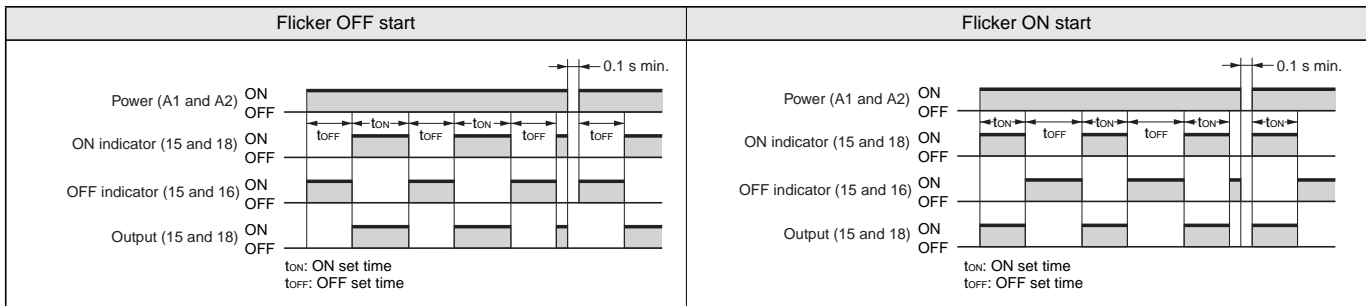 Flicker OFF start
0.1 s min.
Power (A1 and A2) ON
OFF
tOFF tON tOFF tON tOFF tOFF
ON indicator (15 and 18) ON
OFF
OFF indicator (15 and 16) ON
OFF
Output (15 and 18) ON
OFF
tON: ON set time
tOFF: OFF set time
Flicker ON start
0.1 s min.
Power (A1 and A2) ON
OFF
tON tOFF tON tOFF tON tON
ON indicator (15 and 18) ON
OFF
OFF indicator (15 and 16) ON
OFF
Output (15 and 18) ON
OFF
tON: ON set time
tOFF: OFF set time